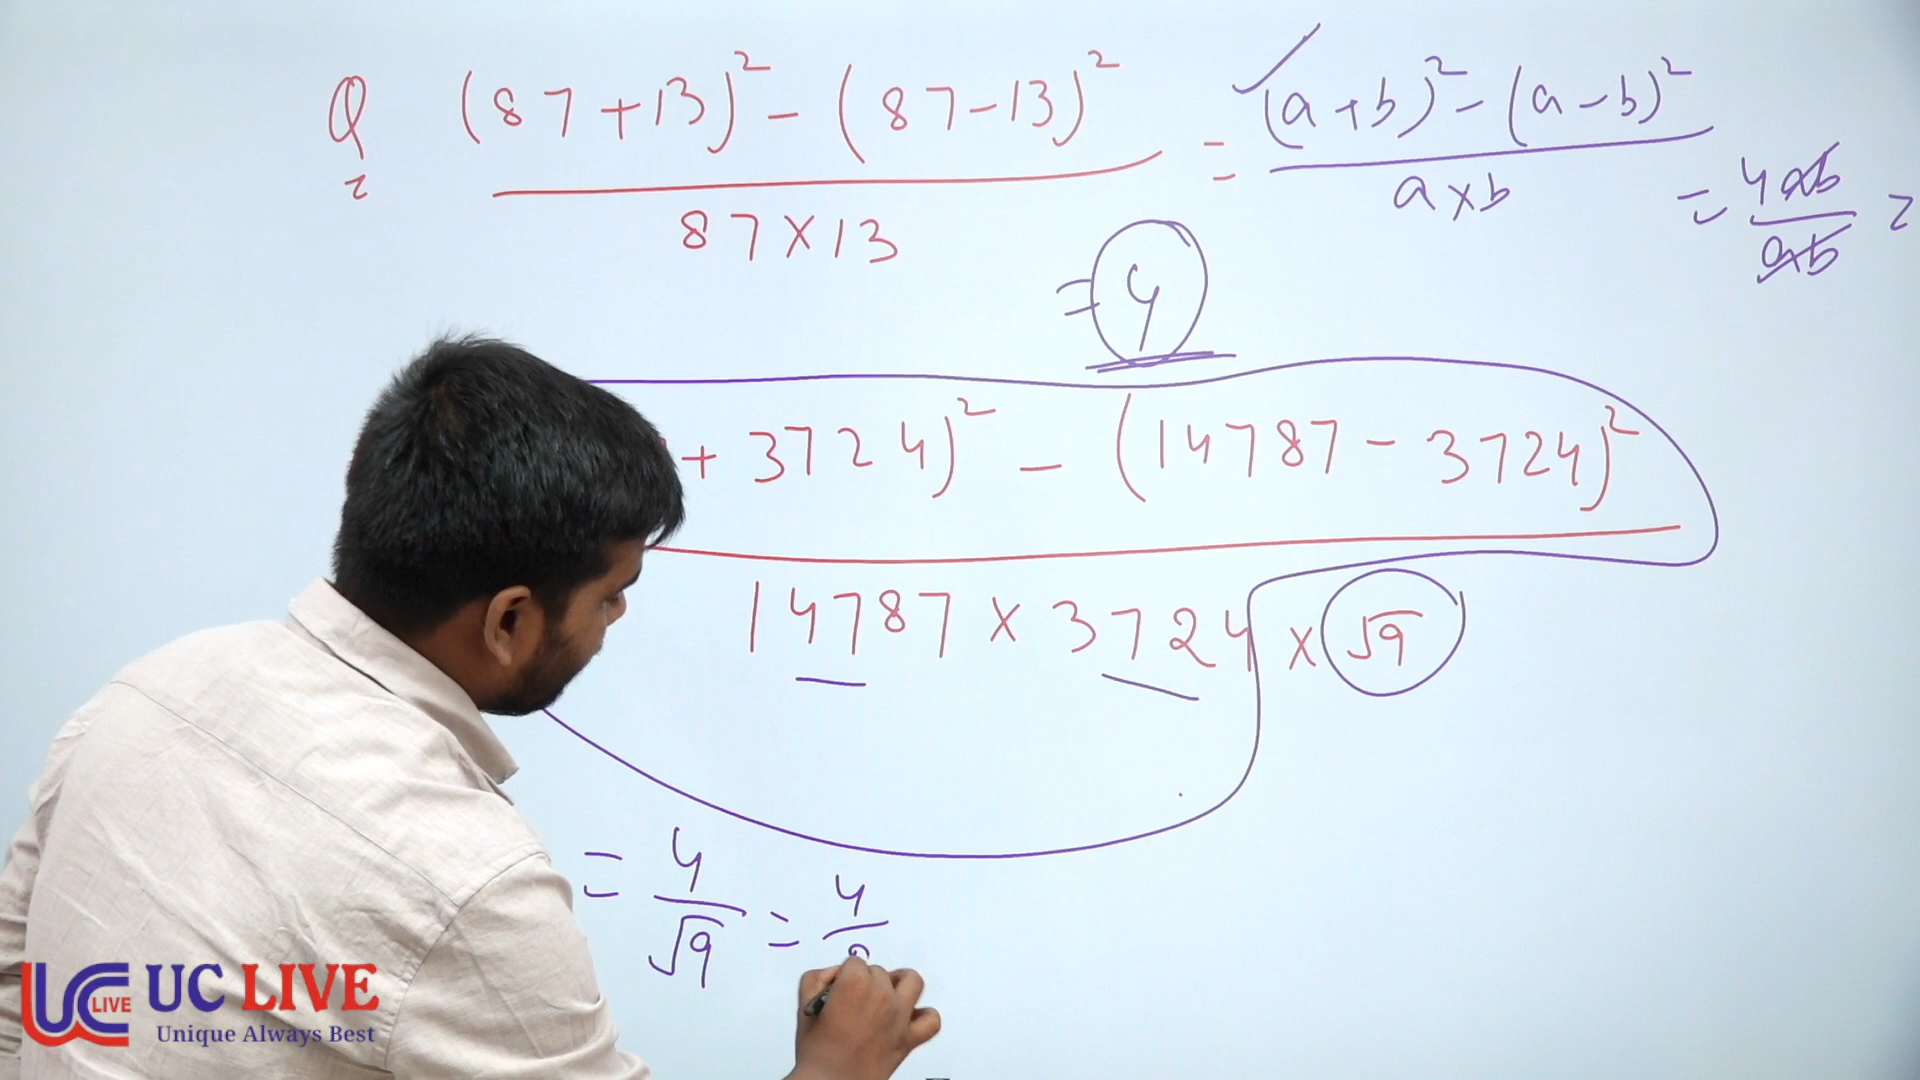 Q (87+13)² - (87-13)² / 87×13 = (a+b)² - (a-b)² / a×b = 4ab / a×b =
= 4
+ 3724)² - (14787 - 3724)²
14787 × 3724 × √9
= 4/√9 = 4/
LIVE UC LIVE
Unique Always Best